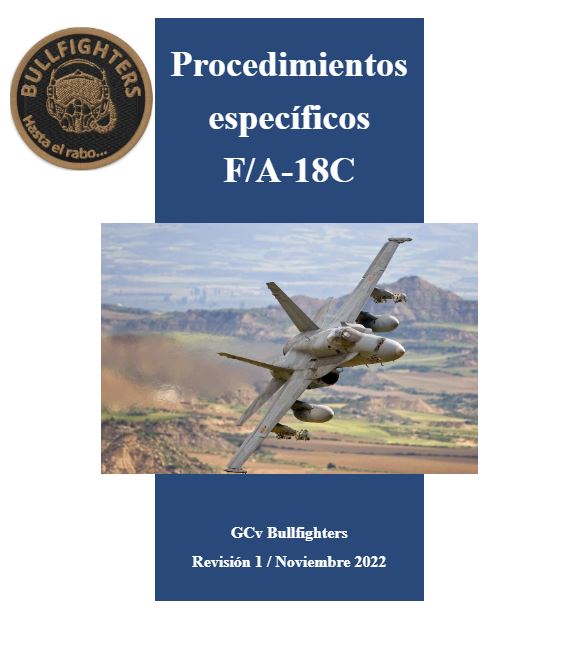 BULLFIGHTERS
Hasta el rabo...
Procedimientos
específicos
F/A-18C
GCv Bullfighters
Revisión 1 / Noviembre 2022